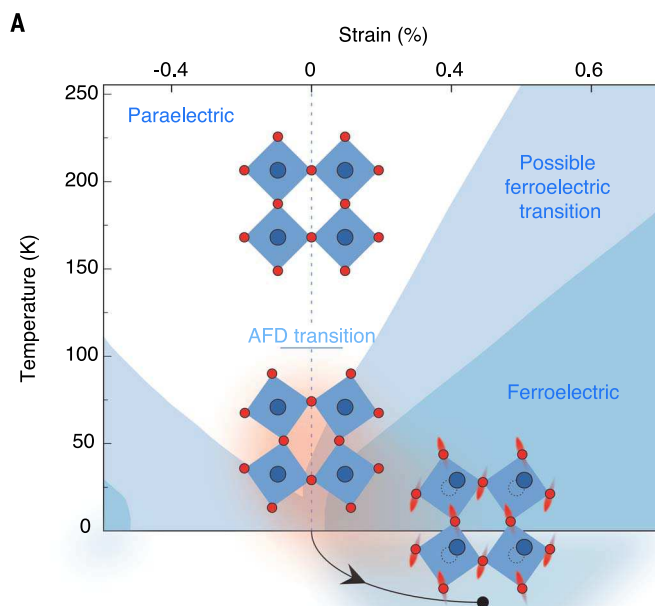 A
Strain (%)
-0.4 0 0.4 0.6
250
Paraelectric
Possible
ferroelectric
transition
200
150
Temperature (K)
AFD transition
100
Ferroelectric
50
0